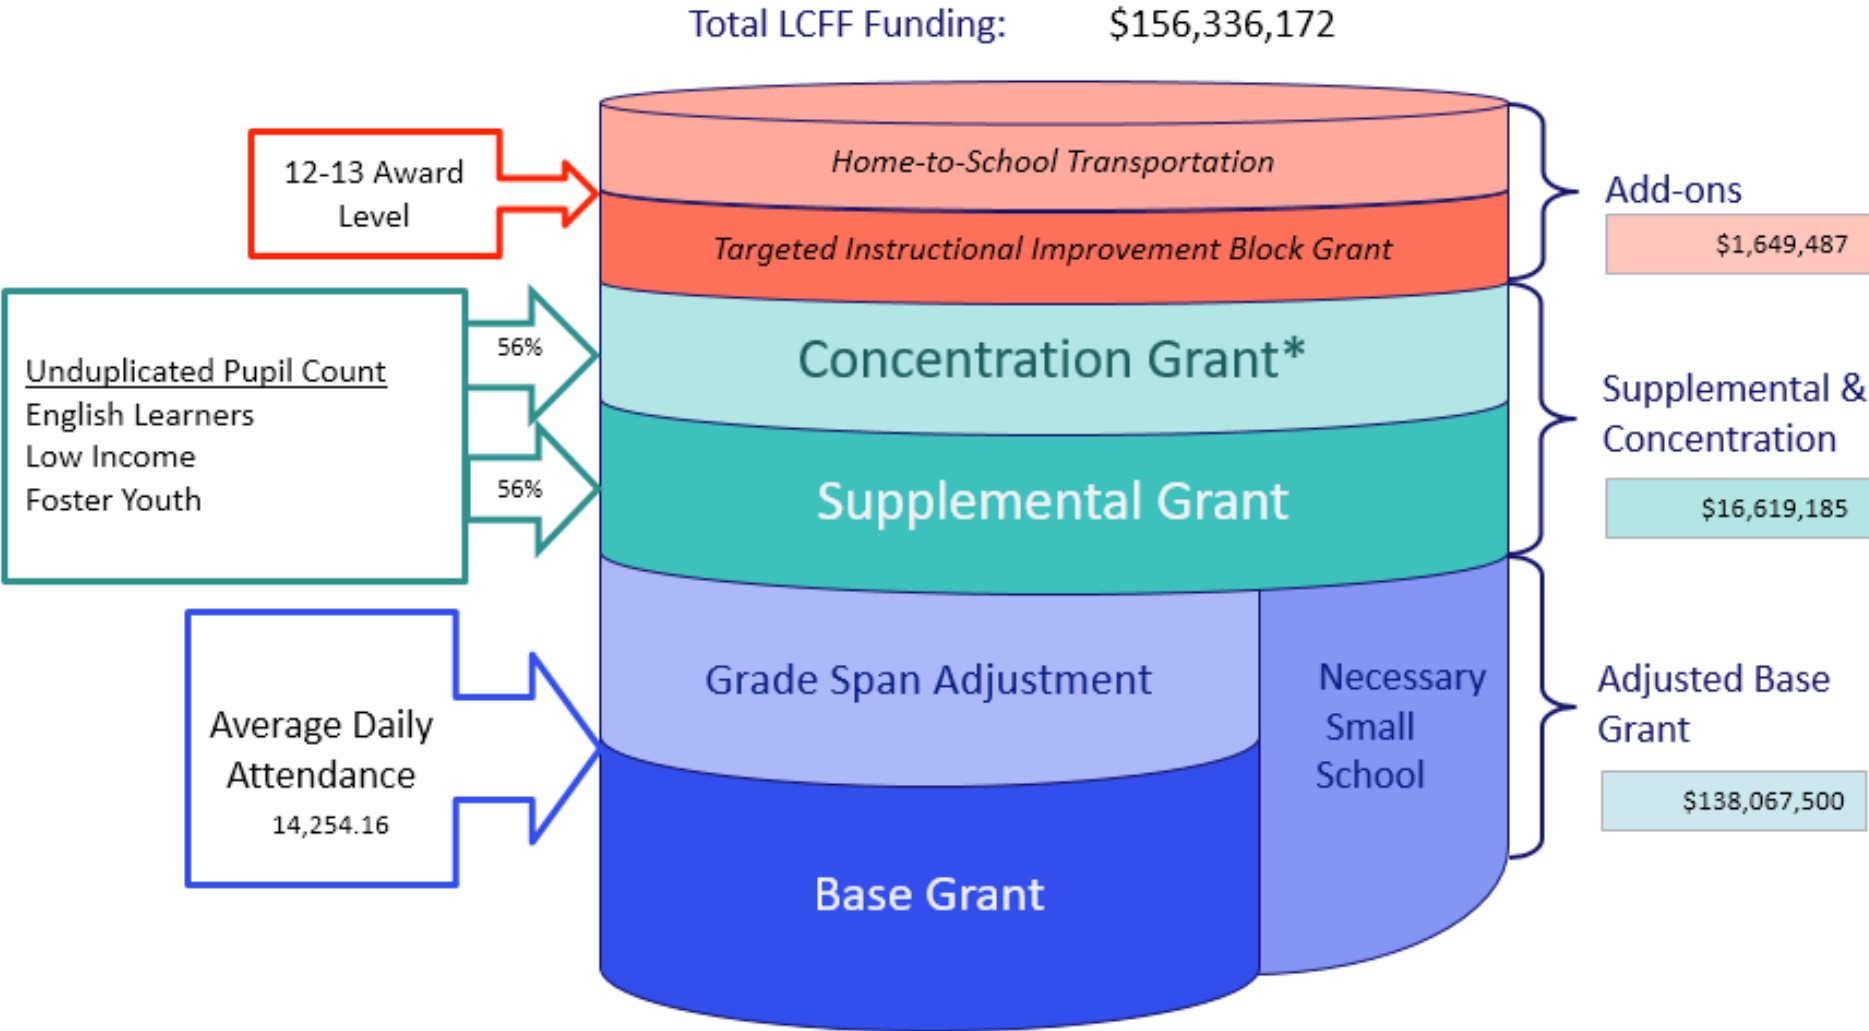 Total LCFF Funding: $156,336,172
12-13 Award
Level
Home-to-School Transportation
Targeted Instructional Improvement Block Grant
Add-ons
$1,649,487
Unduplicated Pupil Count
English Learners
Low Income
Foster Youth
56%
56%
Concentration Grant*
Supplemental Grant
Supplemental &
Concentration
$16,619,185
Average Daily
Attendance
14,254.16
Grade Span Adjustment
Base Grant
Necessary
Small
School
Adjusted Base
Grant
$138,067,500